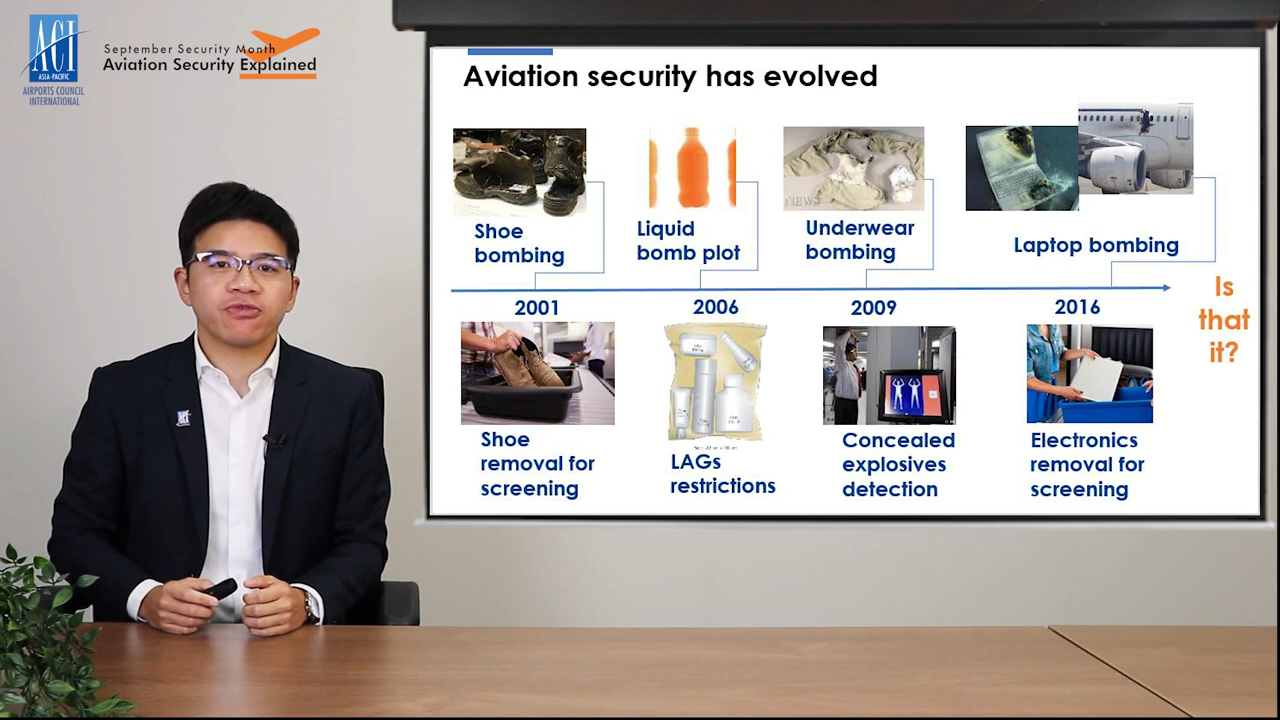 ACI
ASIA-PACIFIC
AIRPORTS COUNCIL
INTERNATIONAL
September Security Month
Aviation Security Explained
Aviation security has evolved
Shoe
bombing
Liquid
bomb plot
NEWS
Underwear
bombing
Laptop bombing
2001
2006
2009
2016
Is
that
it?
Shoe
removal for
screening
LAGs
restrictions
Concealed
explosives
detection
Electronics
removal for
screening
ACI